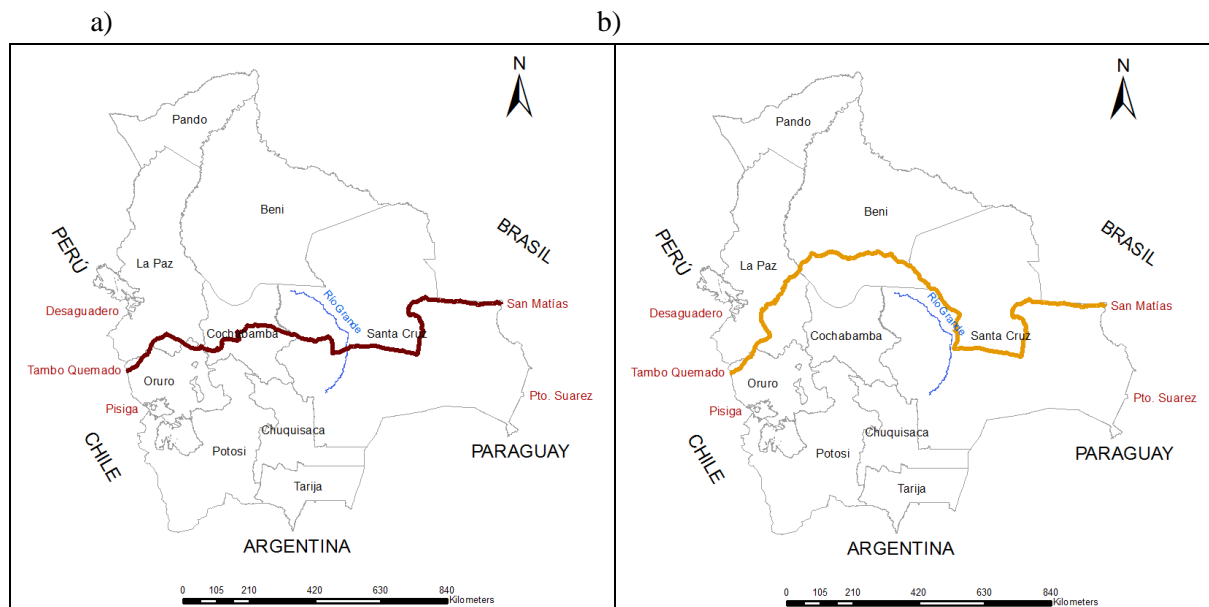 a)
b)
N
Pando
Beni
PERÚ
BRASIL
La Paz
Desaguadero
Río Grande
San Matías
Cochabamba
Santa Cruz
Tambo Quemado
Oruro
Pisiga
Pto. Suarez
Chuquisaca
CHILE
Potosi
PARAGUAY
Tarija
ARGENTINA
0 105 210 420 630 840
Kilometers
N
Pando
Beni
PERÚ
BRASIL
La Paz
Desaguadero
Río Grande
San Matías
Cochabamba
Santa Cruz
Tambo Quemado
Oruro
Pisiga
Pto. Suarez
Chuquisaca
CHILE
Potosi
PARAGUAY
Tarija
ARGENTINA
0 105 210 420 630 840
Kilometers